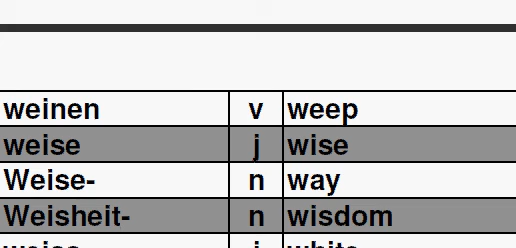 weinen v weep
weise j wise
Weise- n way
Weisheit- n wisdom